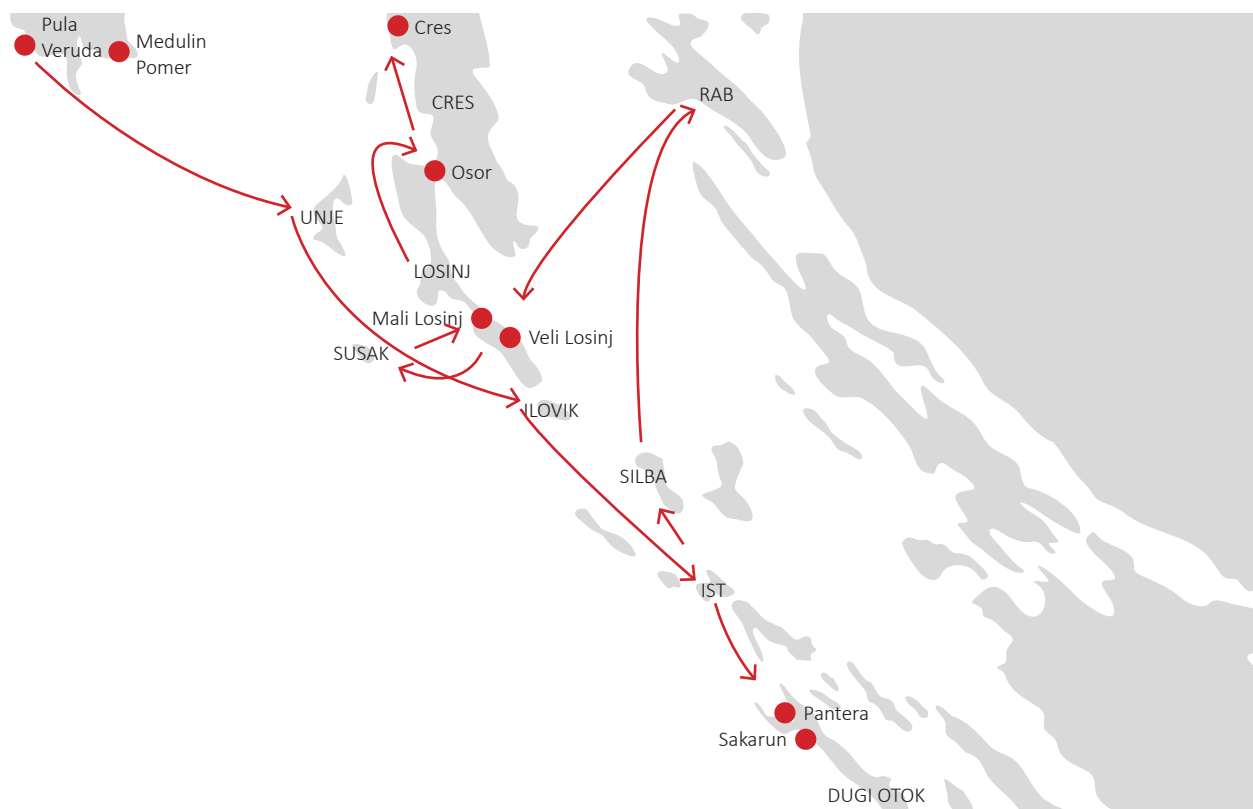 Pula
Veruda
Medulin
Pomer
Cres
CRES
RAB
Osor
UNJE
LOSINJ
Mali Losinj
Veli Losinj
SUSAK
ILOVIK
SILBA
IST
Pantera
Sakarun
DUGI OTOK